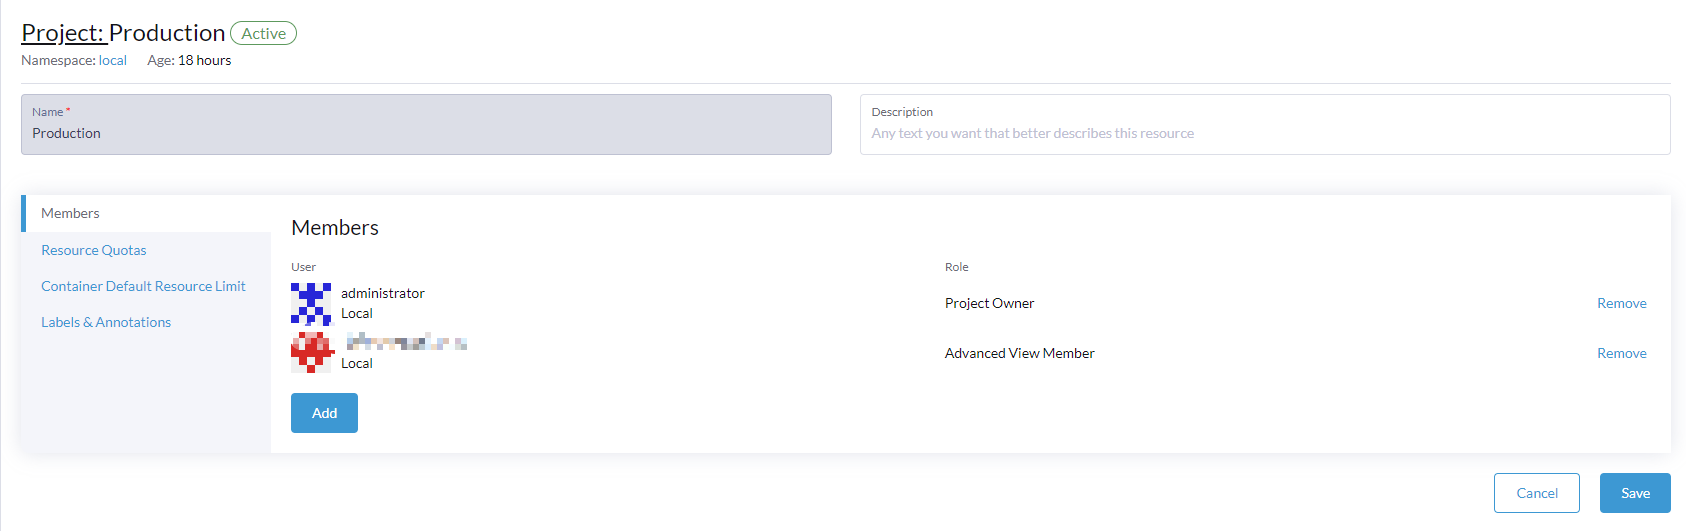 Project: Production Active
Namespace: local Age: 18 hours
Name *
Production
Description
Any text you want that better describes this resource
Members
Resource Quotas
Container Default Resource Limit
Labels & Annotations
Members
User Role
administrator
Local
Project Owner Remove
Local
Advanced View Member Remove
Add
Cancel Save